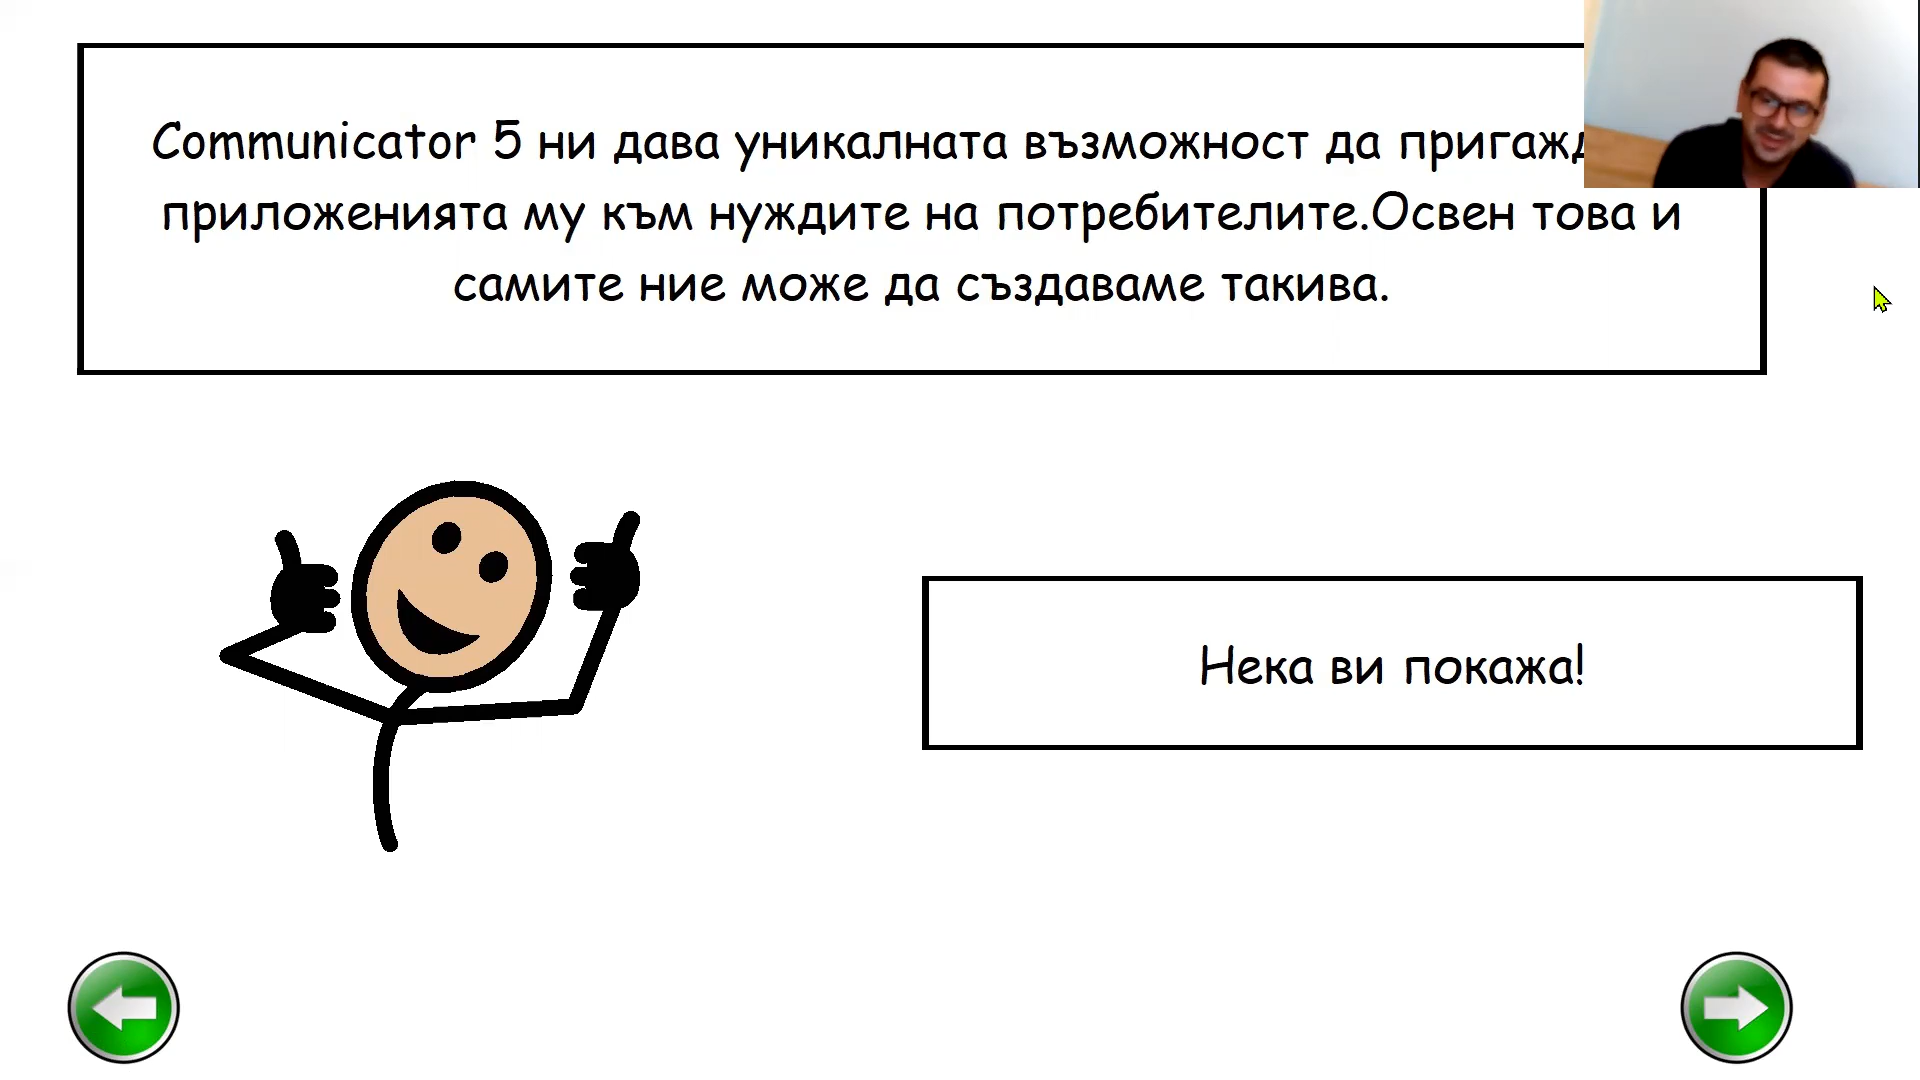 Communicator 5 ни дава уникалната възможност да
приложенията му към нуждите на потребителите.Освен това и
самите ние може да създаваме такива.
Нека ви покажа!